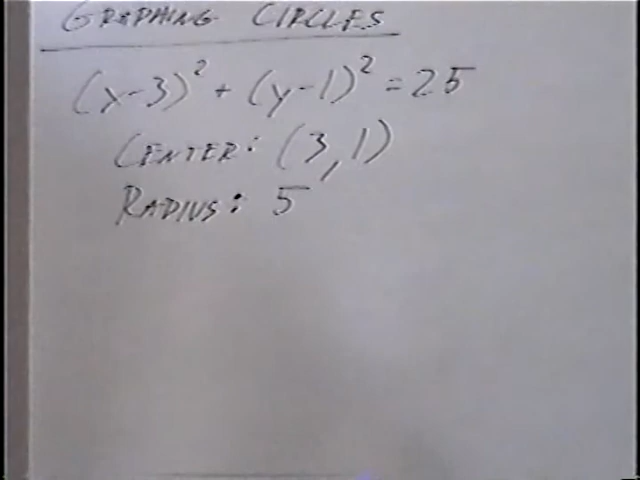 GRAPHING CIRCLES
(x-3)² + (y-1)² = 25
CENTER: (3, 1)
RADIUS: 5